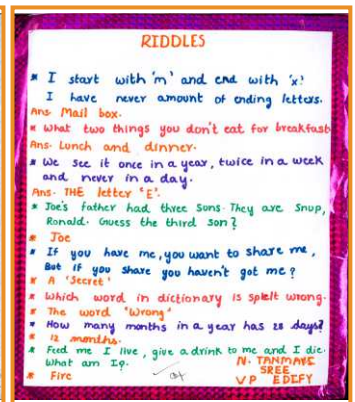 RIDDLES
* I start with 'm' and end with 'x'!
I have never amount of ending letters.
Ans- Mail box.
* What two things you don't eat for breakfast
Ans- Lunch and dinner.
* We see it once in a year, twice in a week
and never in a day.
Ans- THE letter 'E'.
* Joe's father had three sons. They are Snup,
Ronald. Guess the third son?
* Joe
* If you have me, you want to share me,
But if you share you haven't got me?
* A 'Secret'
* Which word in dictionary is spielt wrong.
* The word 'Wrong'
* How many months in a year has 28 days?
* 12 months.
* Feed me I live, give a drink to me and I die.
What am I?
* Fire
N. TANMAYE
SREE
VP EDIFY